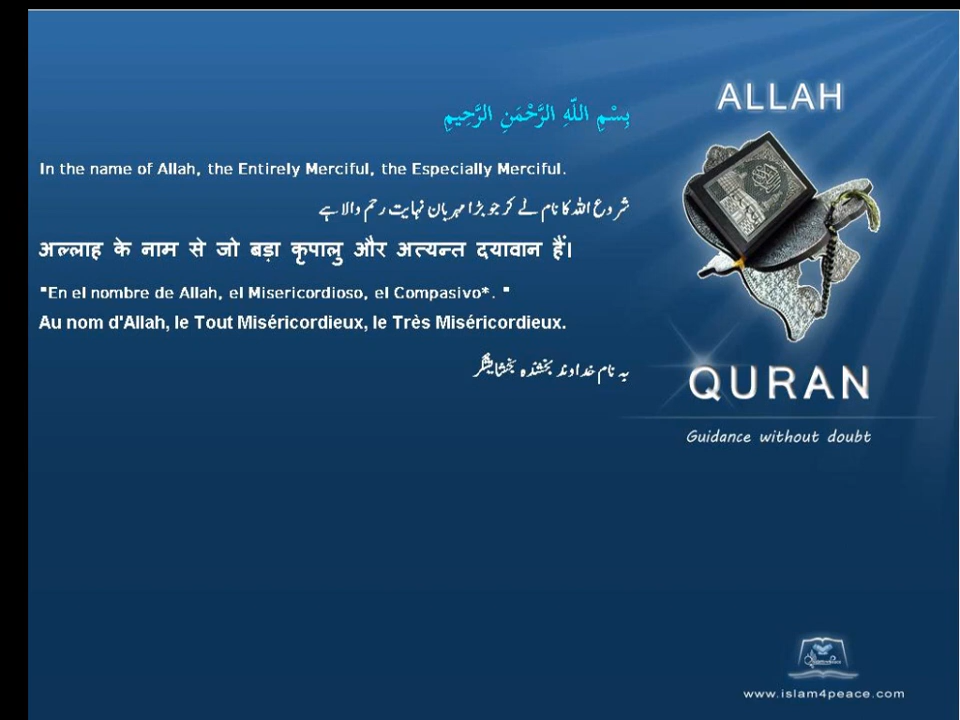 بِسْمِ اللَّهِ الرَّحْمَنِ الرَّحِيمِ
In the name of Allah, the Entirely Merciful, the Especially Merciful.
شروع اللہ کا نام لے کر جو بڑا مہربان نہایت رحم والا ہے
अल्लाह के नाम से जो बड़ा कृपालु और अत्यन्त दयावान हैं।
"En el nombre de Allah, el Misericordioso, el Compasivo*. "
Au nom d'Allah, le Tout Miséricordieux, le Très Miséricordieux.
به نام خداوند بخشنده بخشایشگر
ALLAH
QURAN
Guidance without doubt
www.islam4peace.com